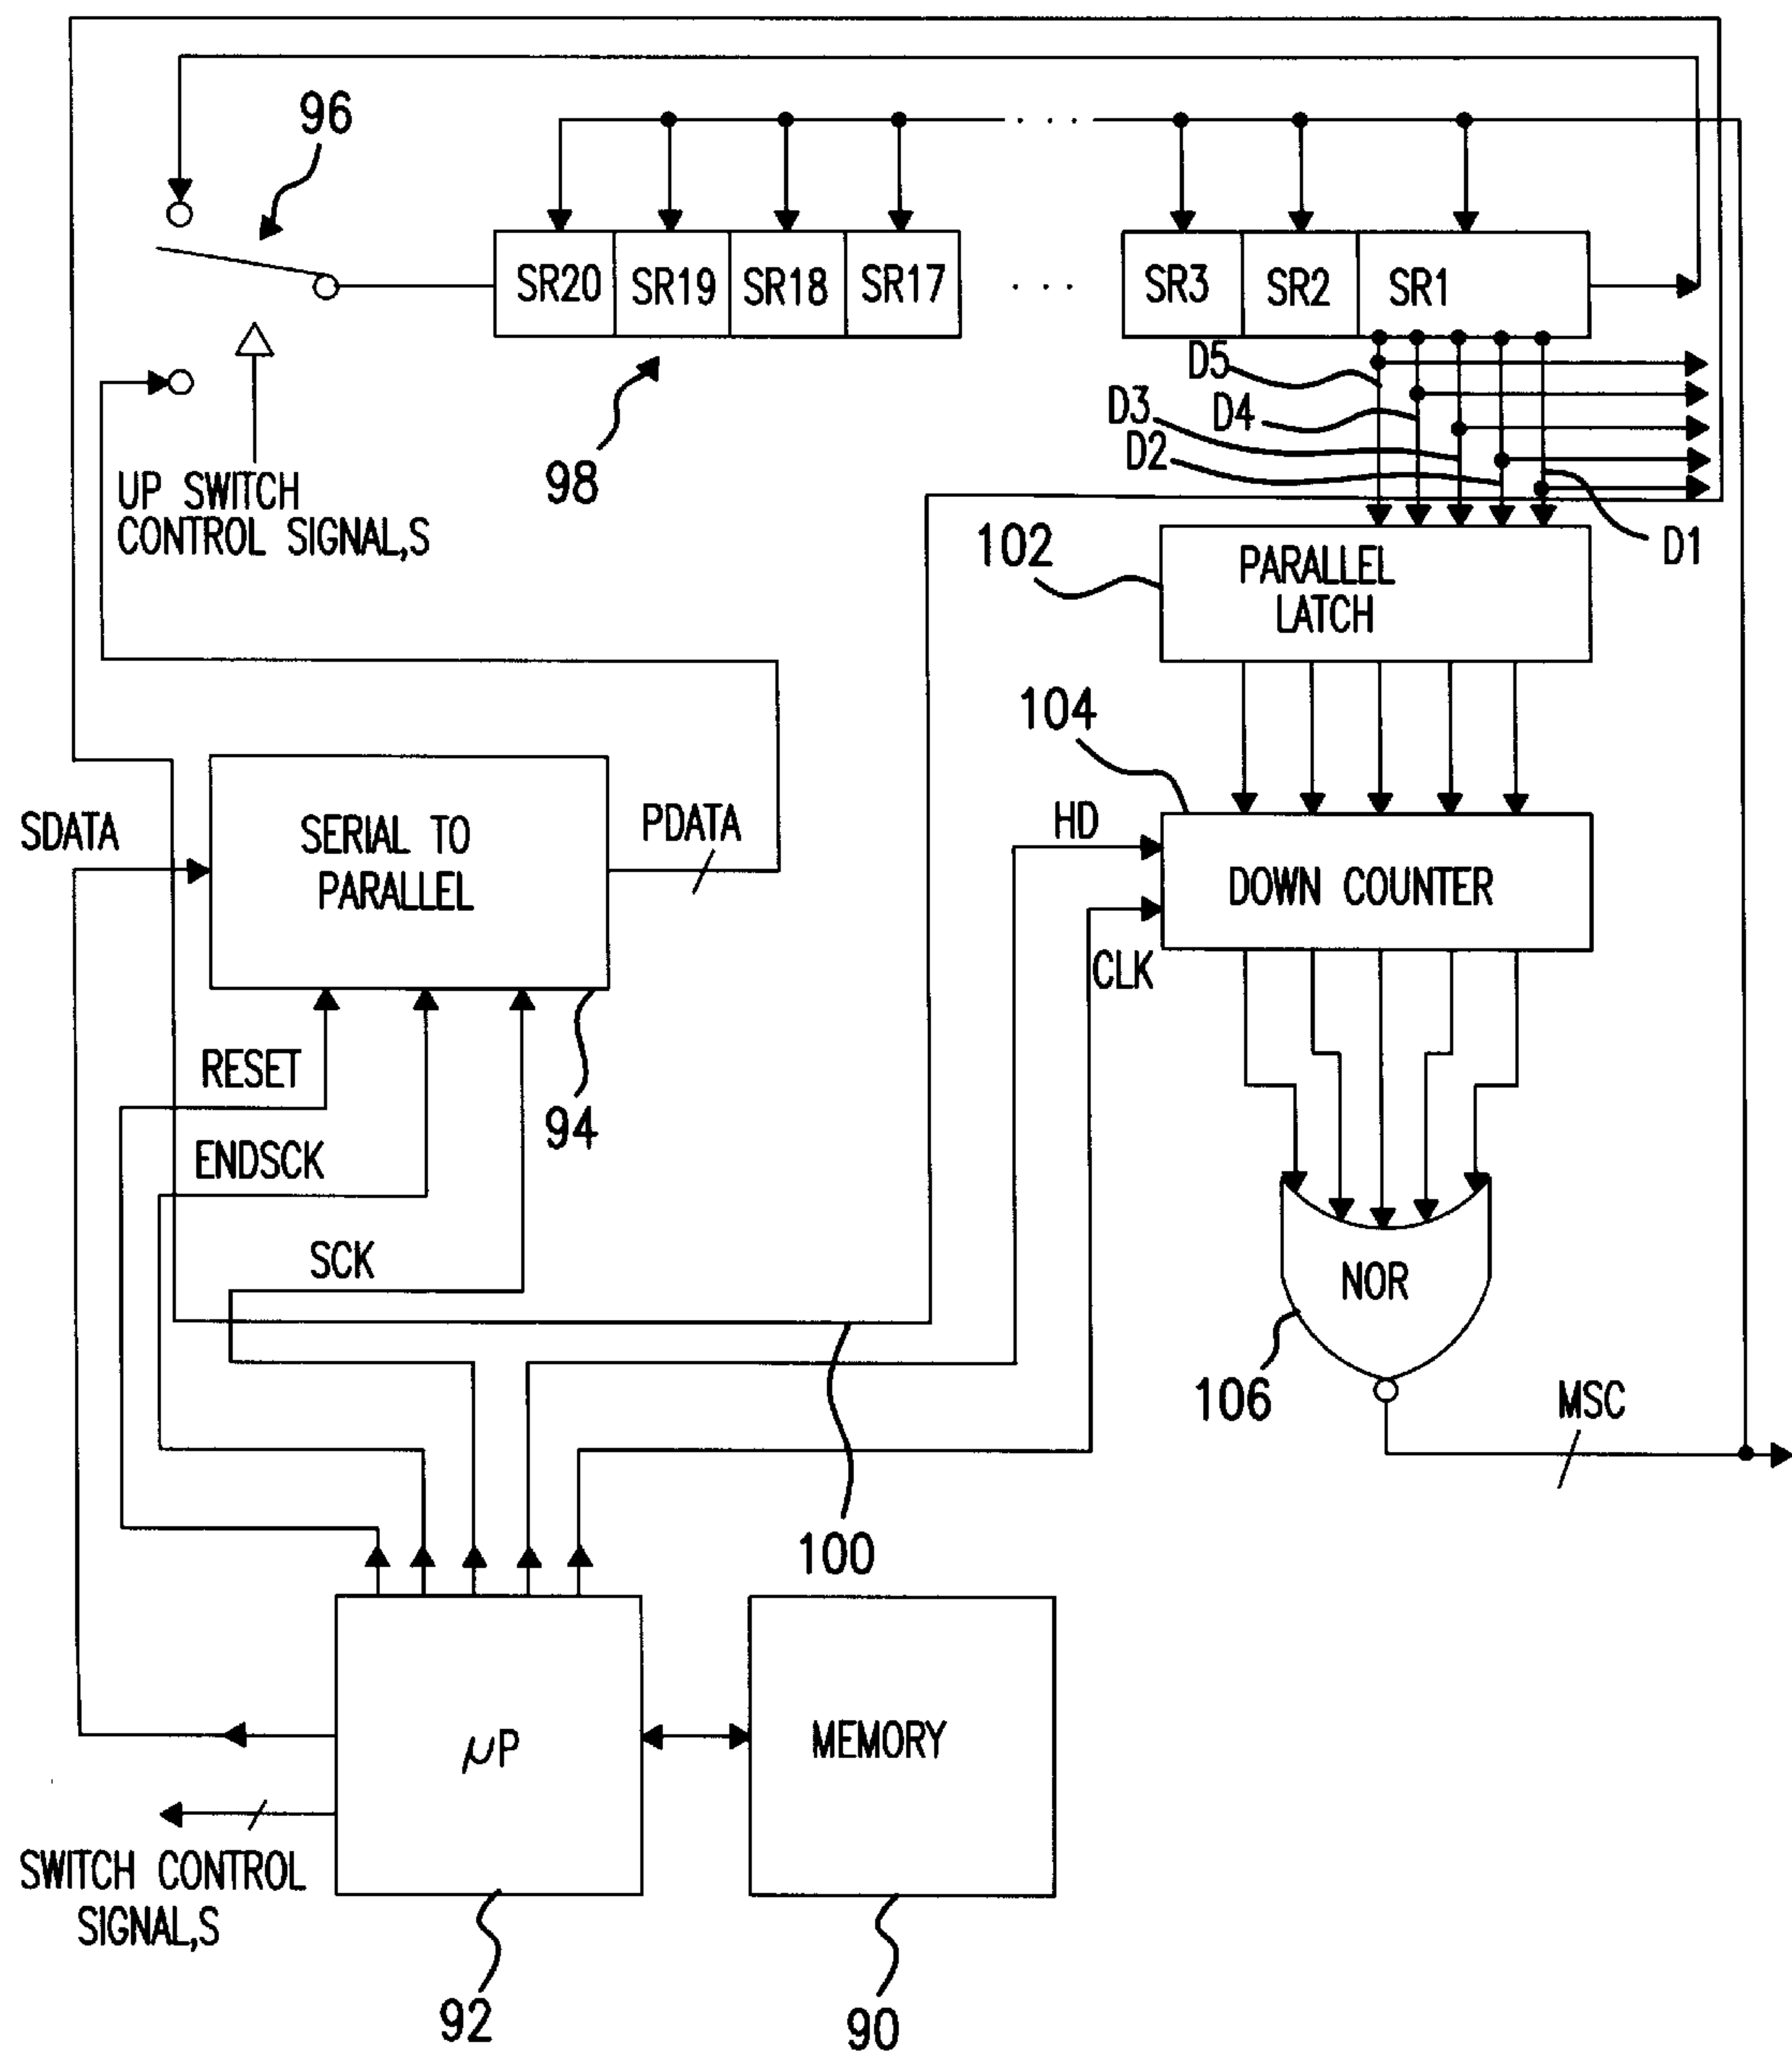 96
SR20 SR19 SR18 SR17 . . . SR3 SR2 SR1
D5
D4
D3
D2
D1
98
UP SWITCH
CONTROL SIGNAL,S
102
PARALLEL
LATCH
104
SDATA
SERIAL TO
PARALLEL
PDATA
HD
DOWN COUNTER
CLK
RESET
94
ENDSCK
SCK
NOR
106
MSC
100
μP
MEMORY
SWITCH CONTROL
SIGNAL,S
92
90